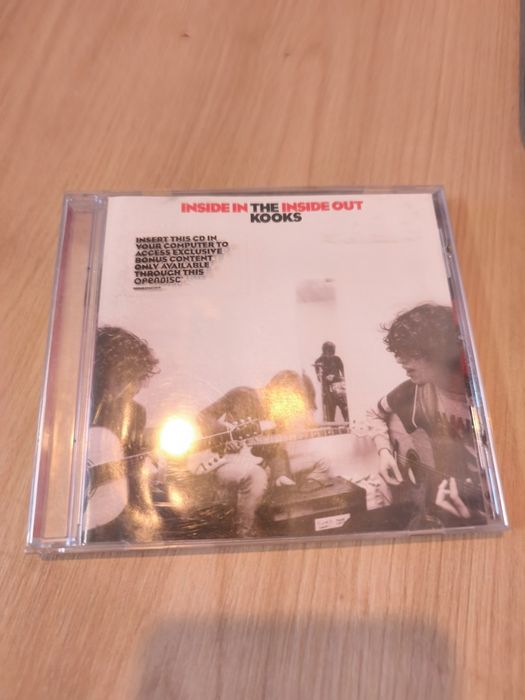 INSIDE IN THE INSIDE OUT
KOOKS
INSERT THIS CD IN
YOUR COMPUTER TO
ACCESS EXCLUSIVE
BONUS CONTENT
ONLY AVAILABLE
THROUGH THIS
OPENDISC